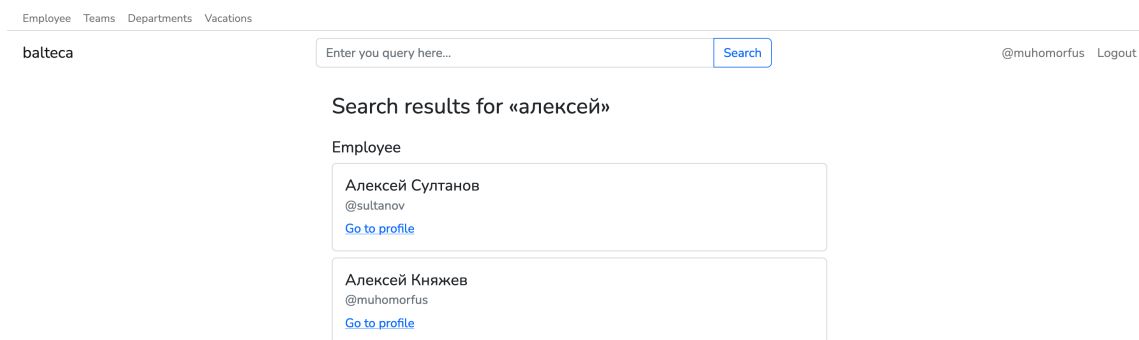 Employee Teams Departments Vacations
balteca Enter you query here... Search @muhomorfus Logout
Search results for «алексей»
Employee
Алексей Султанов
@sultanov
Go to profile
Алексей Княжев
@muhomorfus
Go to profile